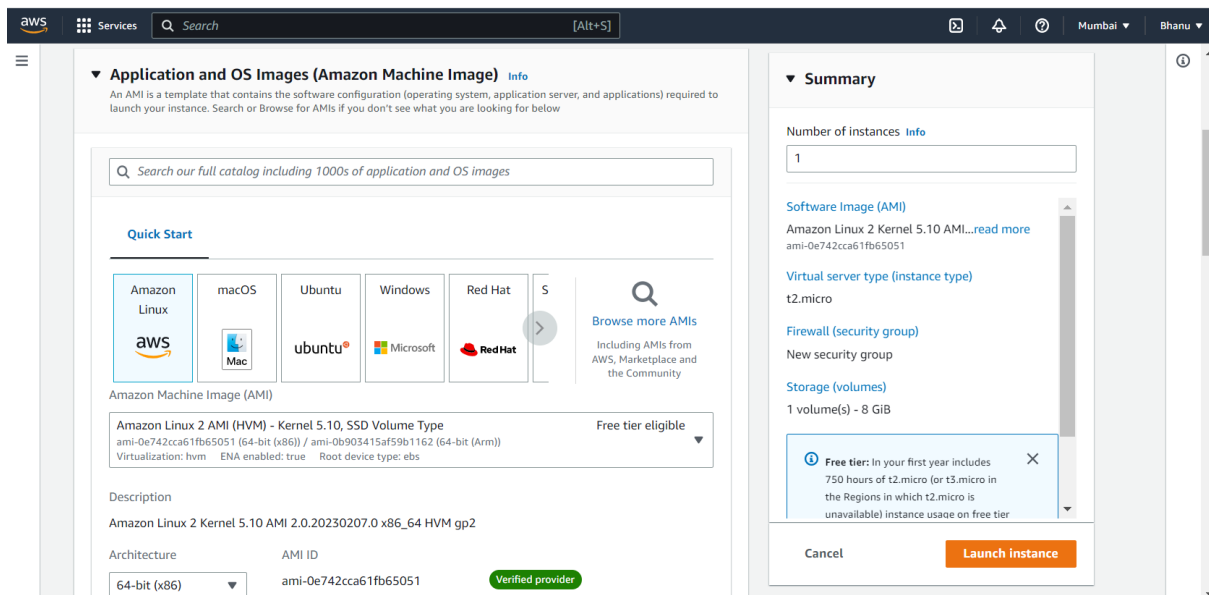 aws
Services
Search
[Alt+S]
Mumbai
Bhanu
Application and OS Images (Amazon Machine Image) Info
An AMI is a template that contains the software configuration (operating system, application server, and applications) required to
launch your instance. Search or Browse for AMIs if you don't see what you are looking for below
Search our full catalog including 1000s of application and OS images
Quick Start
Amazon
Linux
aws
macOS
Mac
Ubuntu
ubuntu
Windows
Microsoft
Red Hat
Red Hat
S
Browse more AMIs
Including AMIs from
AWS, Marketplace and
the Community
Amazon Machine Image (AMI)
Amazon Linux 2 AMI (HVM) - Kernel 5.10, SSD Volume Type
Free tier eligible
ami-0e742cca61fb65051 (64-bit (x86)) / ami-0b903415af59b1162 (64-bit (Arm))
Virtualization: hvm ENA enabled: true Root device type: ebs
Description
Amazon Linux 2 Kernel 5.10 AMI 2.0.20230207.0 x86_64 HVM gp2
Architecture
AMI ID
64-bit (x86)
ami-0e742cca61fb65051
Verified provider
Summary
Number of instances Info
1
Software Image (AMI)
Amazon Linux 2 Kernel 5.10 AMI...read more
ami-0e742cca61fb65051
Virtual server type (instance type)
t2.micro
Firewall (security group)
New security group
Storage (volumes)
1 volume(s) - 8 GiB
Free tier: In your first year includes
750 hours of t2.micro (or t3.micro in
the Regions in which t2.micro is
unavailable) instance usage on free tier
Cancel
Launch instance